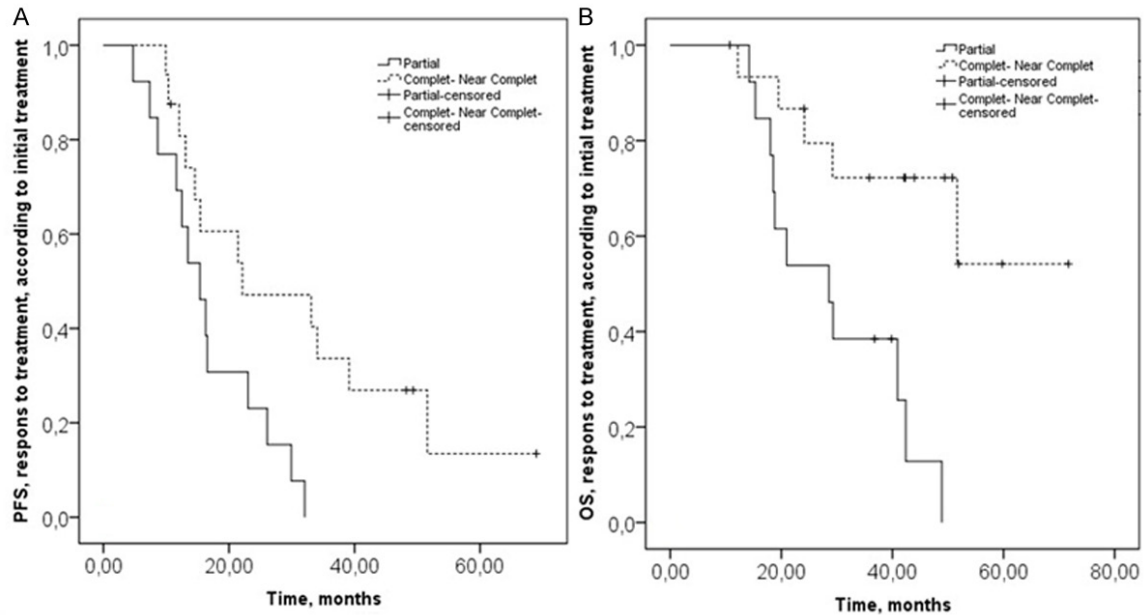 A
PFS, respons to treatment, according to initial treatment
1,0
0,8
0,6
0,4
0,2
0,0
Partial
Complet- Near Complet
Partial-censored
Complet- Near Complet-
censored
0,00 20,00 40,00 60,00
Time, months
B
OS, respons to treatment, according to intial treatment
1,0
0,8
0,6
0,4
0,2
0,0
Partial
Complet- Near Complet
Partial-censored
Complet- Near Complet-
censored
0,00 20,00 40,00 60,00 80,00
Time, months